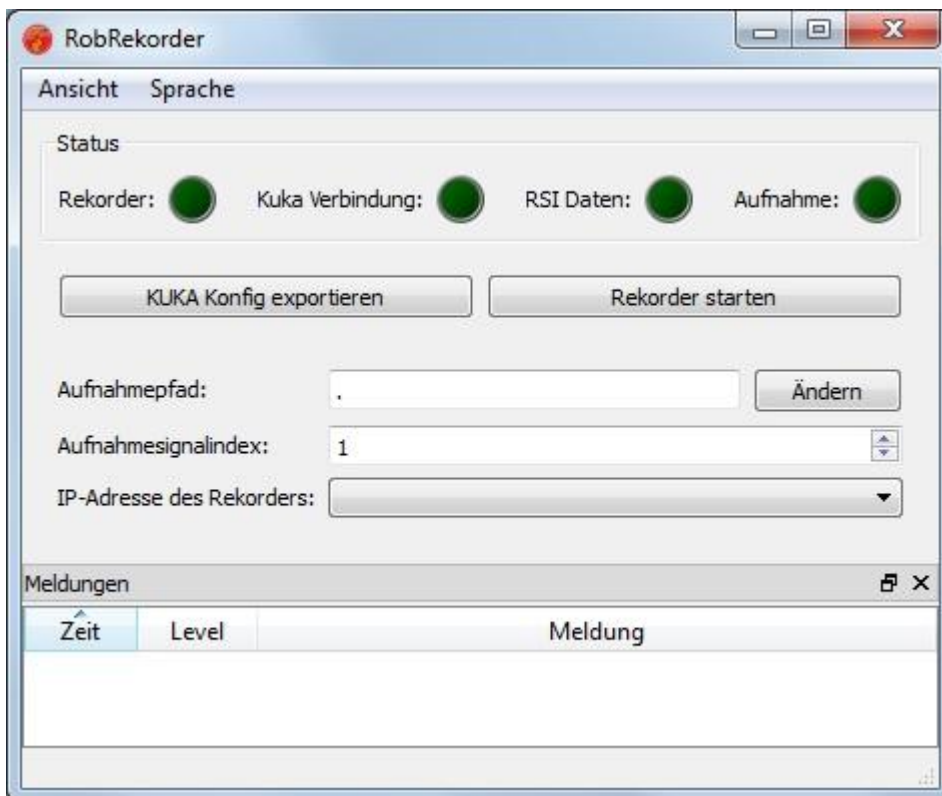 RobRekorder
Ansicht Sprache
Status
Rekorder: Kuka Verbindung: RSI Daten: Aufnahme:
KUKA Konfig exportieren Rekorder starten
Aufnahmepfad: . Ändern
Aufnahmesignalindex: 1
IP-Adresse des Rekorders:
Meldungen
Zeit Level Meldung